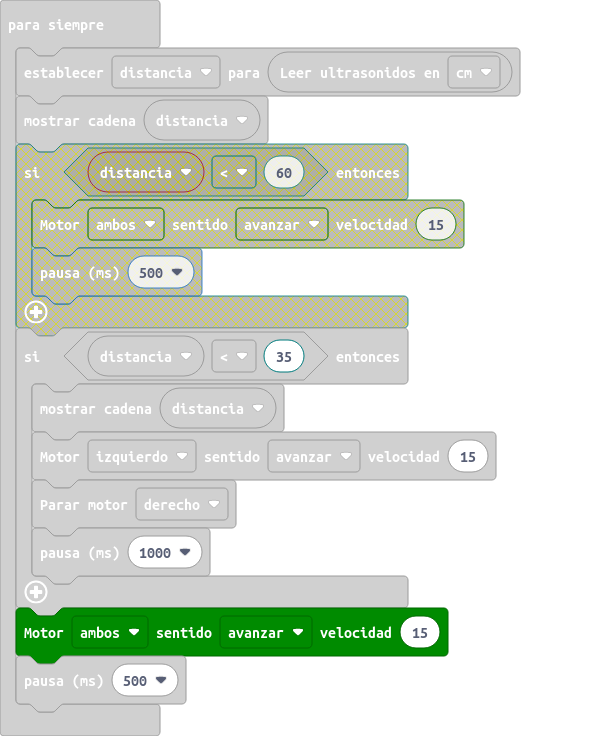 para siempre
establecer distancia para Leer ultrasonidos en cm
mostrar cadena distancia
si distancia < 60 entonces
Motor ambos sentido avanzar velocidad 15
pausa (ms) 500
si distancia < 35 entonces
mostrar cadena distancia
Motor izquierdo sentido avanzar velocidad 15
Parar motor derecho
pausa (ms) 1000
Motor ambos sentido avanzar velocidad 15
pausa (ms) 500